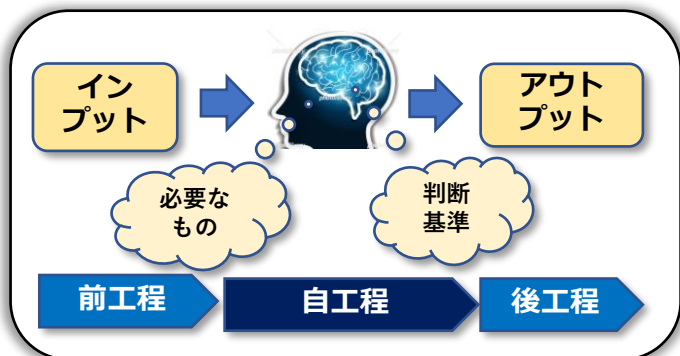 イン
プット
アウト
プット
必要な
もの
判断
基準
前工程
自工程
後工程